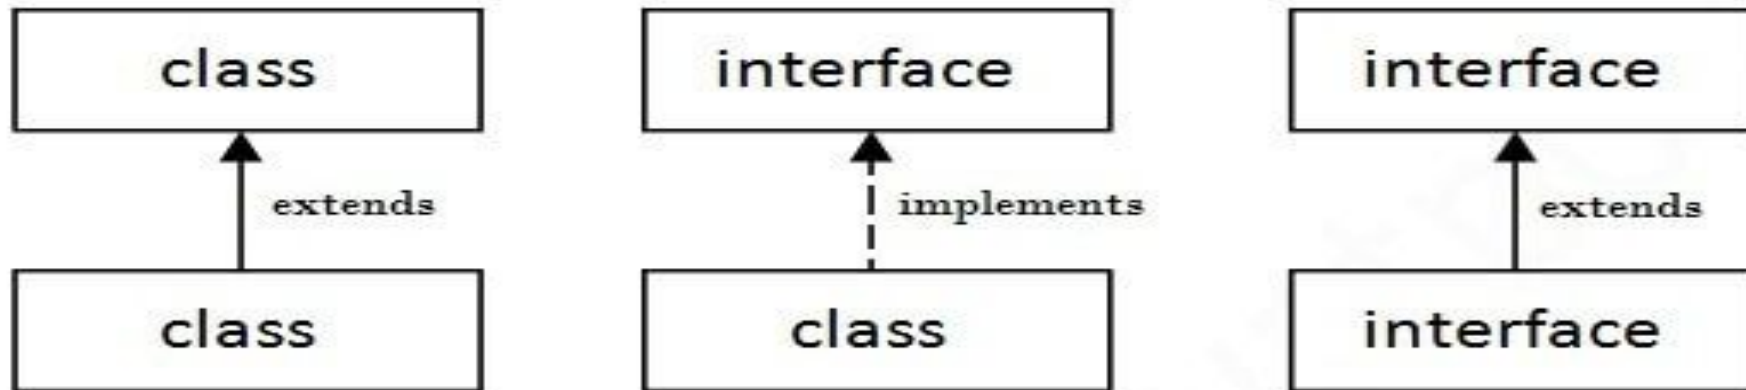 class interface interface
extends implements extends
class class interface